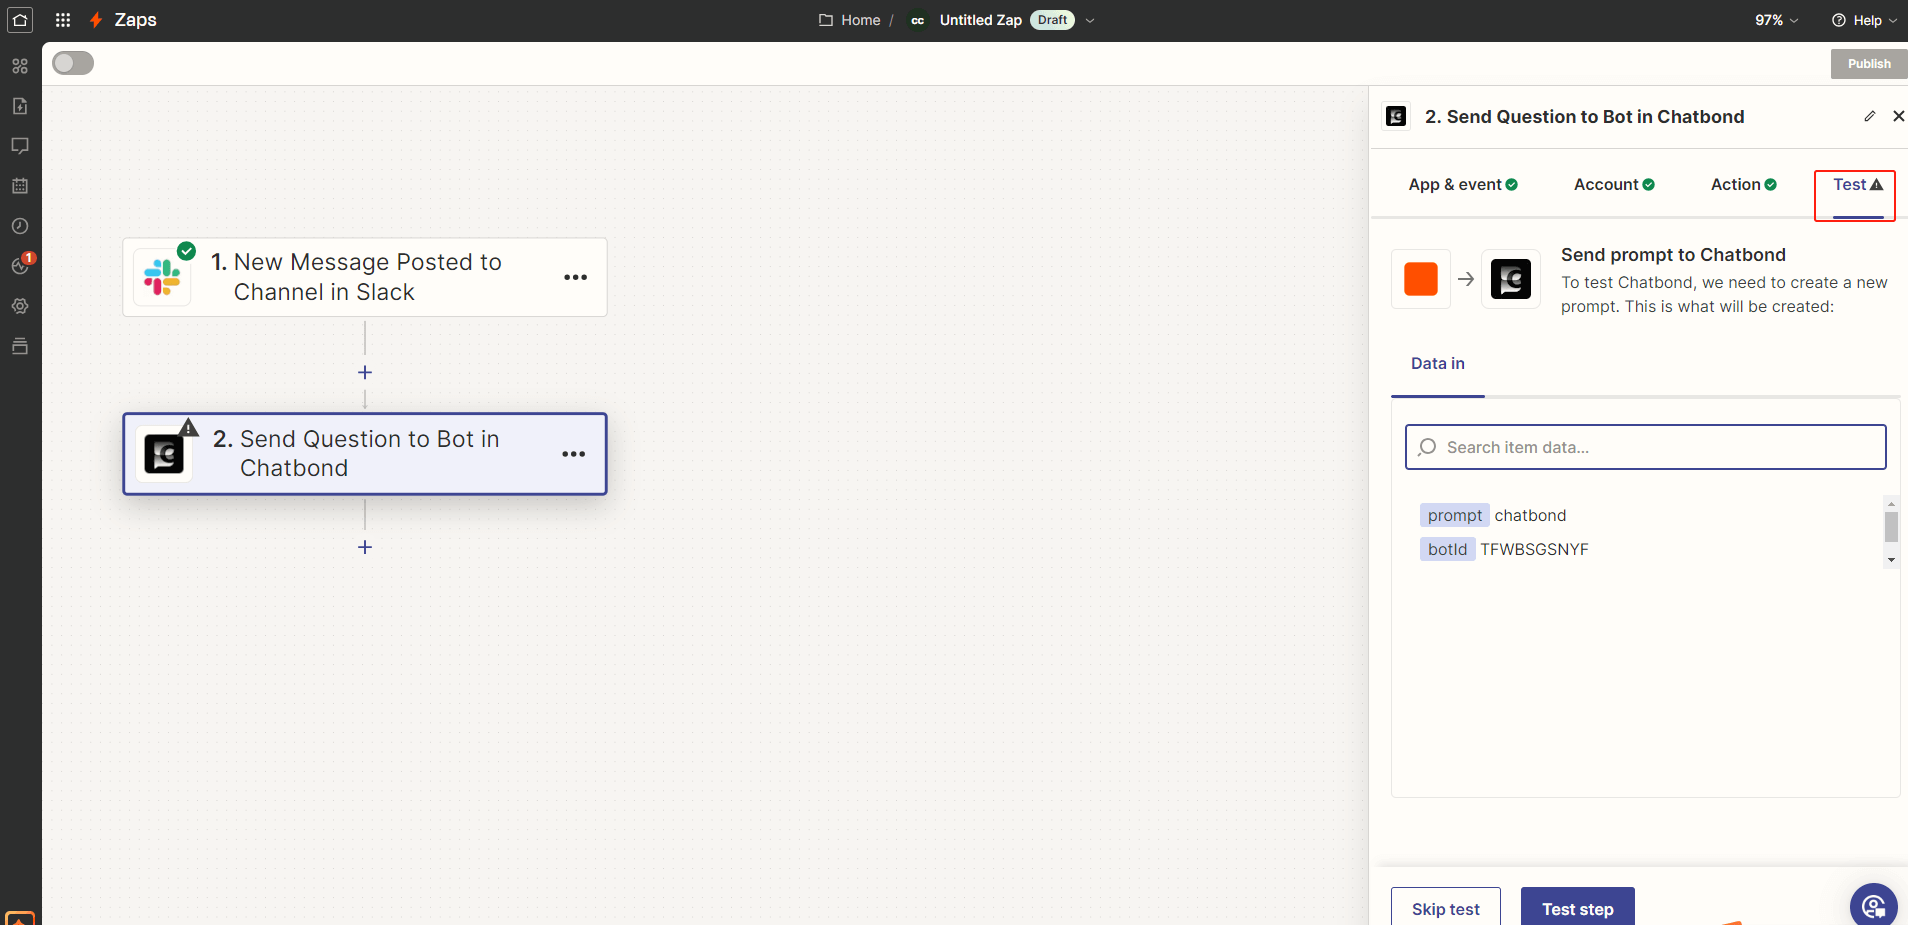 Zaps
Home / cc Untitled Zap Draft
97%
Help
Publish
1
1. New Message Posted to
Channel in Slack
2. Send Question to Bot in
Chatbond
2. Send Question to Bot in Chatbond
App & event
Account
Action
Test
Send prompt to Chatbond
To test Chatbond, we need to create a new
prompt. This is what will be created:
Data in
Search item data...
prompt chatbond
botId TFWBSGSNYF
Skip test
Test step